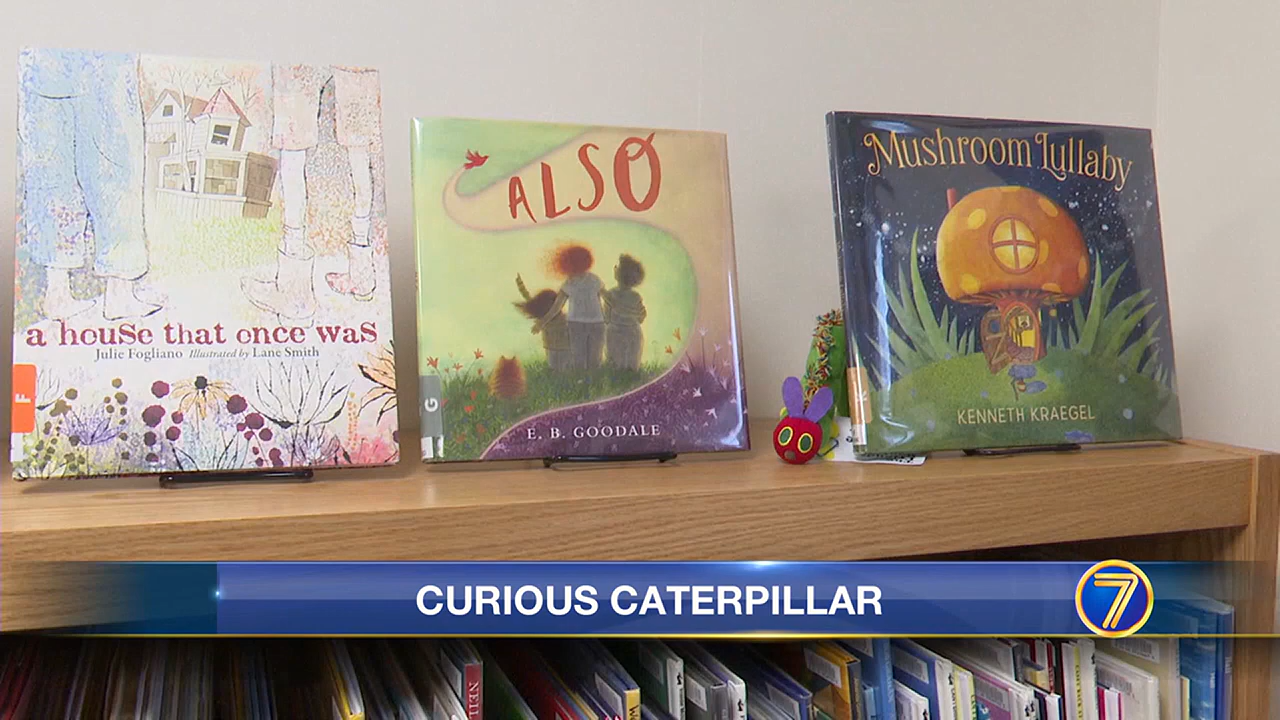 a house that once was
Julie Fogliano Illustrated by Lane Smith
F
ALSO
G
E. B. GOODALE
Mushroom Lullaby
K
KENNETH KRAEGEL
CURIOUS CATERPILLAR
7
NEIL